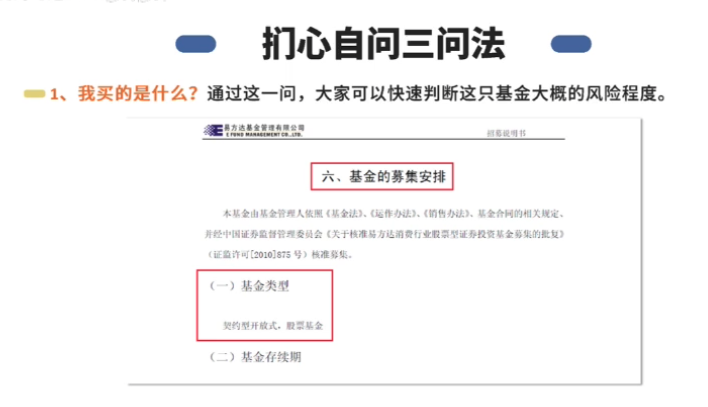 扪心自问三问法
1、我买的是什么？通过这一问，大家可以快速判断这只基金大概的风险程度。
易方达基金管理有限公司
E FUND MANAGEMENT CO.,LTD.
招募说明书
六、基金的募集安排
本基金由基金管理人依照《基金法》、《运作办法》、《销售办法》、基金合同的相关规定、
并经中国证券监督管理委员会《关于核准易方达消费行业股票型证券投资基金募集的批复》
（证监许可[2010]875 号）核准募集。
（一）基金类型
契约型开放式，股票基金
（二）基金存续期